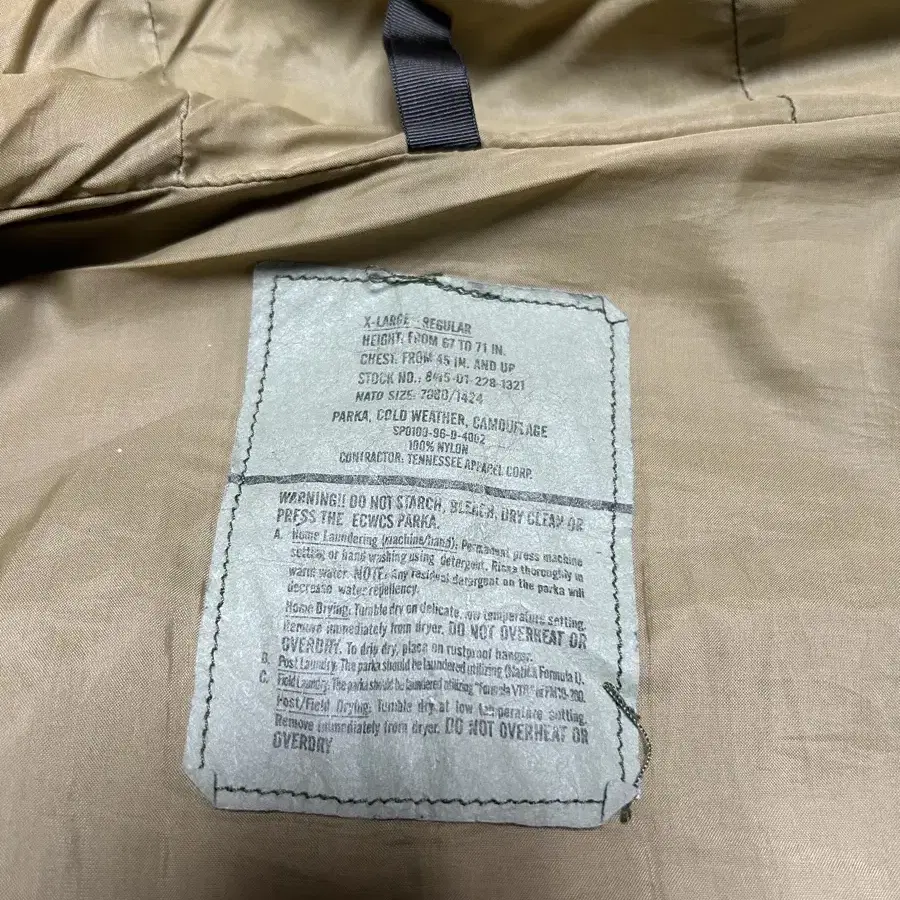 X-LARGE - REGULAR
HEIGHT: FROM 67 TO 71 IN.
CHEST: FROM 45 IN. AND UP
STOCK NO.: 8415-01-228-1321
NATO SIZE: 7080/1424
PARKA, COLD WEATHER, CAMOUFLAGE
SPO100-96-D-4002
100% NYLON
CONTRACTOR: TENNESSEE APPAREL CORP.
WARNING!! DO NOT STARCH, BLEACH, DRY CLEAN OR
PRESS THE ECWCS PARKA.
A. Home Laundering (machine/hand): Permanent press machine
setting or hand washing using detergent. Rinse thoroughly in
warm water. NOTE: Any residual detergent on the parka will
decrease water repellency.
Home Drying: Tumble dry on delicate, low temperature setting.
Remove immediately from dryer. DO NOT OVERHEAT OR
OVERDRY. To drip dry, place on rustproof hanger.
B. Post Laundry: The parka should be laundered utilizing Formula I.
C. Field Laundry: The parka should be laundered utilizing "Formula
Post/Field Drying: Tumble dry at low temperature setting.
Remove immediately from dryer. DO NOT OVERHEAT OR
OVERDRY